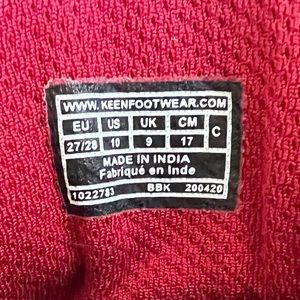 WWW.KEENFOOTWEAR.COM
EU US UK CM C
27/28 10 9 17
MADE IN INDIA
Fabriqué en Inde
1022783 BBK 200420